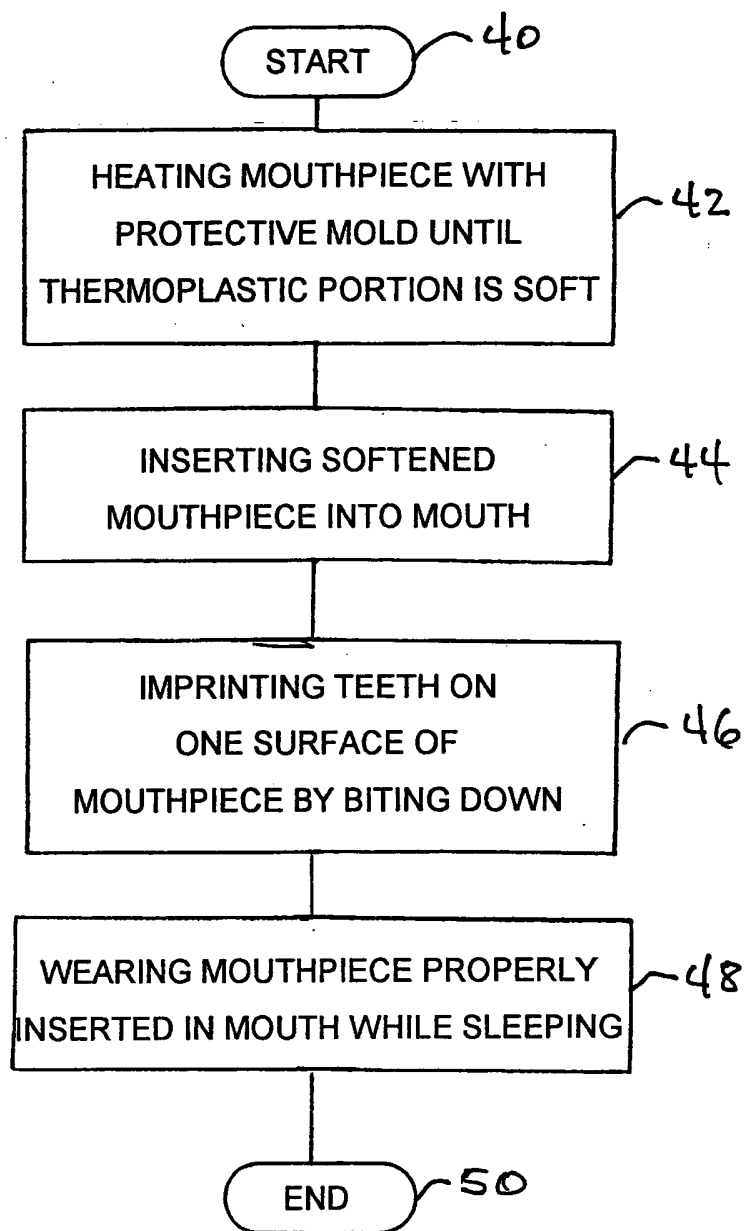 START 40
HEATING MOUTHPIECE WITH
PROTECTIVE MOLD UNTIL 42
THERMOPLASTIC PORTION IS SOFT
INSERTING SOFTENED 44
MOUTHPIECE INTO MOUTH
IMPRINTING TEETH ON
ONE SURFACE OF 46
MOUTHPIECE BY BITING DOWN
WEARING MOUTHPIECE PROPERLY 48
INSERTED IN MOUTH WHILE SLEEPING
END 50